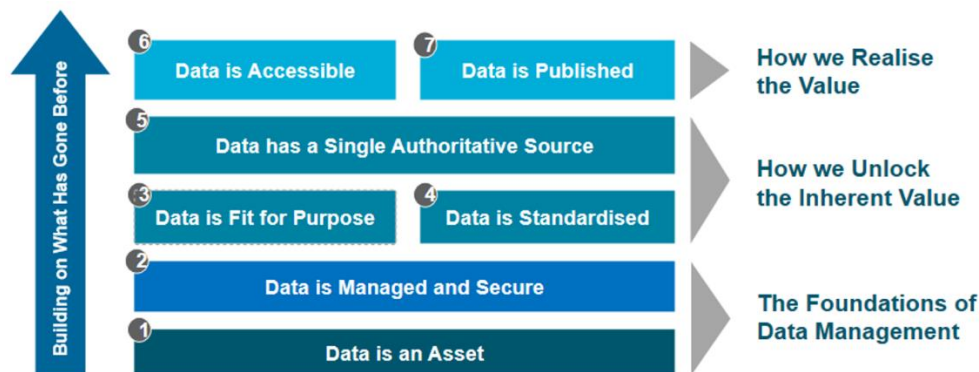 Building on What Has Gone Before
6
Data is Accessible
7
Data is Published
How we Realise
the Value
5
Data has a Single Authoritative Source
3
Data is Fit for Purpose
4
Data is Standardised
How we Unlock
the Inherent Value
2
Data is Managed and Secure
1
Data is an Asset
The Foundations of
Data Management